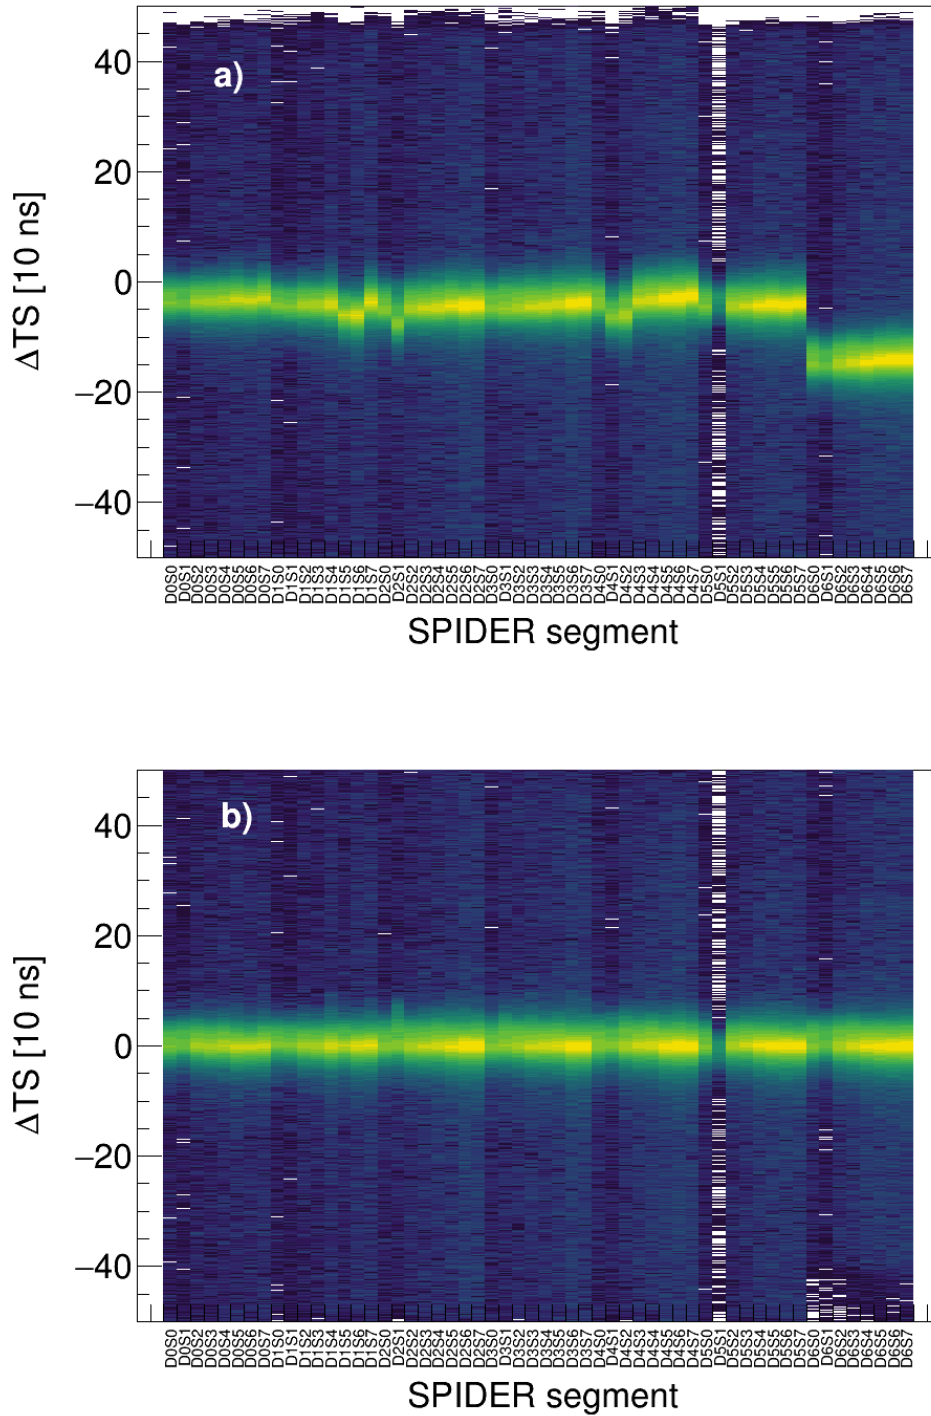 a)
40
20
0
−20
−40
ΔTS [10 ns]
D0S0 D0S1 D0S2 D0S3 D0S4 D0S5 D0S6 D0S7 D1S0 D1S1 D1S2 D1S3 D1S4 D1S5 D1S6 D1S7 D2S0 D2S1 D2S2 D2S3 D2S4 D2S5 D2S6 D2S7 D3S0 D3S1 D3S2 D3S3 D3S4 D3S5 D3S6 D3S7 D4S0 D4S1 D4S2 D4S3 D4S4 D4S5 D4S6 D4S7 D5S0 D5S1 D5S2 D5S3 D5S4 D5S5 D5S6 D5S7 D6S0 D6S1 D6S2 D6S3 D6S4 D6S5 D6S6 D6S7
SPIDER segment
b)
40
20
0
−20
−40
ΔTS [10 ns]
D0S0 D0S1 D0S2 D0S3 D0S4 D0S5 D0S6 D0S7 D1S0 D1S1 D1S2 D1S3 D1S4 D1S5 D1S6 D1S7 D2S0 D2S1 D2S2 D2S3 D2S4 D2S5 D2S6 D2S7 D3S0 D3S1 D3S2 D3S3 D3S4 D3S5 D3S6 D3S7 D4S0 D4S1 D4S2 D4S3 D4S4 D4S5 D4S6 D4S7 D5S0 D5S1 D5S2 D5S3 D5S4 D5S5 D5S6 D5S7 D6S0 D6S1 D6S2 D6S3 D6S4 D6S5 D6S6 D6S7
SPIDER segment